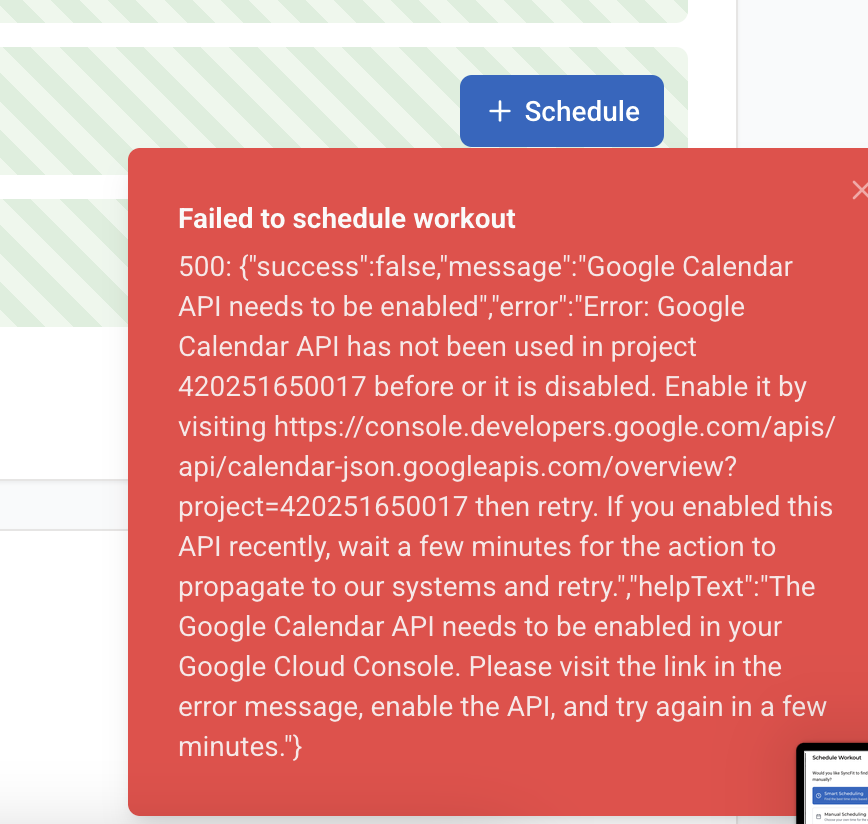 + Schedule
Failed to schedule workout
500: {"success":false,"message":"Google Calendar
API needs to be enabled","error":"Error: Google
Calendar API has not been used in project
420251650017 before or it is disabled. Enable it by
visiting https://console.developers.google.com/apis/
api/calendar-json.googleapis.com/overview?
project=420251650017 then retry. If you enabled this
API recently, wait a few minutes for the action to
propagate to our systems and retry.","helpText":"The
Google Calendar API needs to be enabled in your
Google Cloud Console. Please visit the link in the
error message, enable the API, and try again in a few
minutes."}
Schedule Workout
Would you like SyncFit to find
manually?
Smart Scheduling
Manual Scheduling